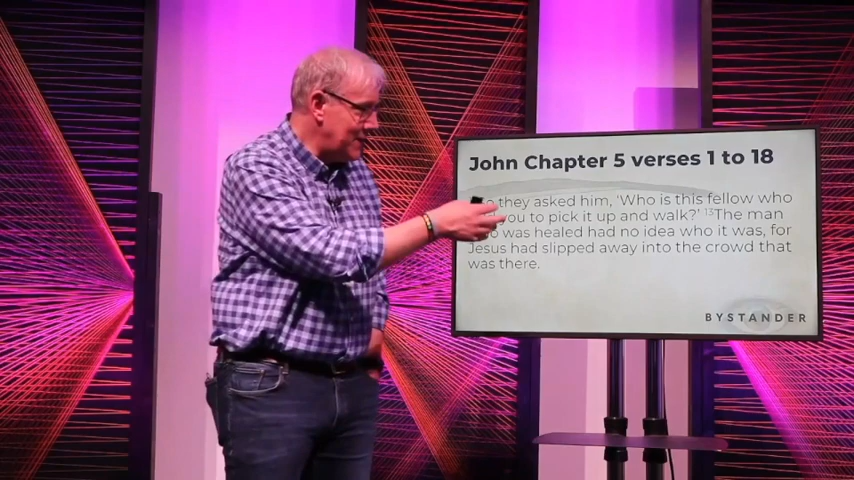 John Chapter 5 verses 1 to 18
they asked him, 'Who is this fellow who
you to pick it up and walk?' ¹³The man
was healed had no idea who it was, for
Jesus had slipped away into the crowd that
was there.
BYSTANDER